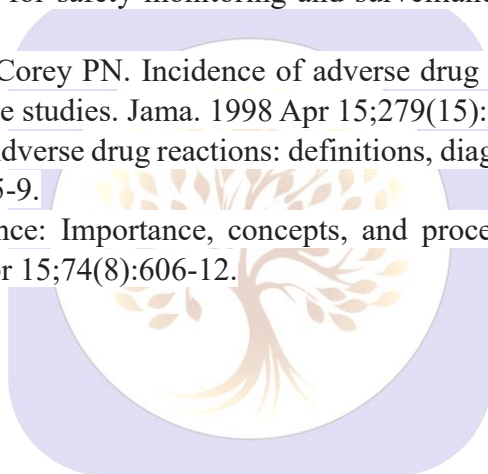 for safety monitoring and surveillanc
Corey PN. Incidence of adverse drug
e studies. Jama. 1998 Apr 15;279(15):
dverse drug reactions: definitions, diag
5-9.
nce: Importance, concepts, and proce
r 15;74(8):606-12.